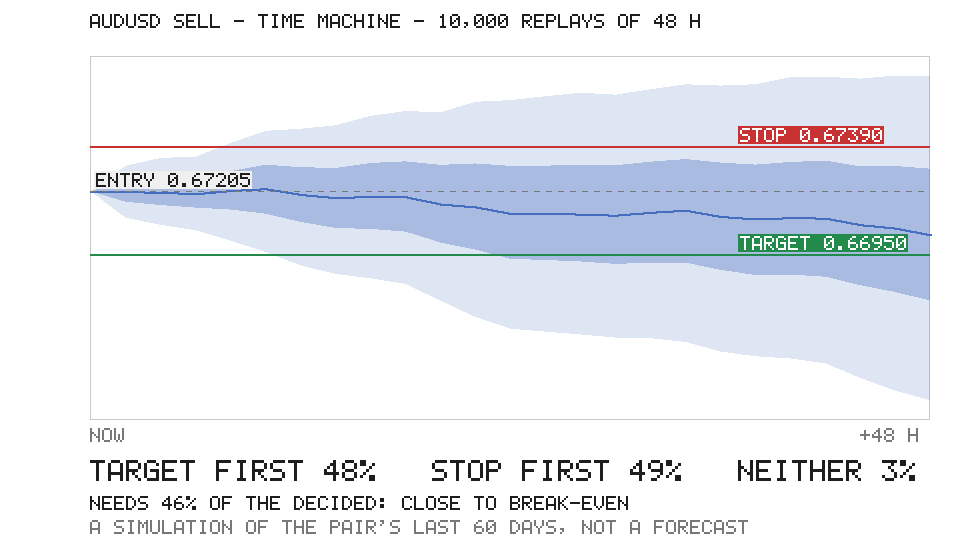 AUDUSD SELL – TIME MACHINE – 10,000 REPLAYS OF 48 H
STOP 0.67390
ENTRY 0.67205
TARGET 0.66950
NOW
+48 H
TARGET FIRST 48% STOP FIRST 49% NEITHER 3%
NEEDS 46% OF THE DECIDED: CLOSE TO BREAK-EVEN
A SIMULATION OF THE PAIR'S LAST 60 DAYS, NOT A FORECAST